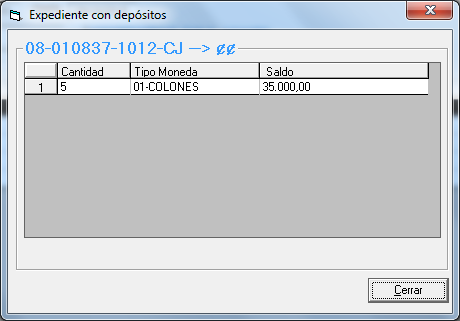 Expediente con depósitos
08-010837-1012-CJ --> ¢¢
Cantidad Tipo Moneda Saldo
1 5 01-COLONES 35.000,00
Cerrar